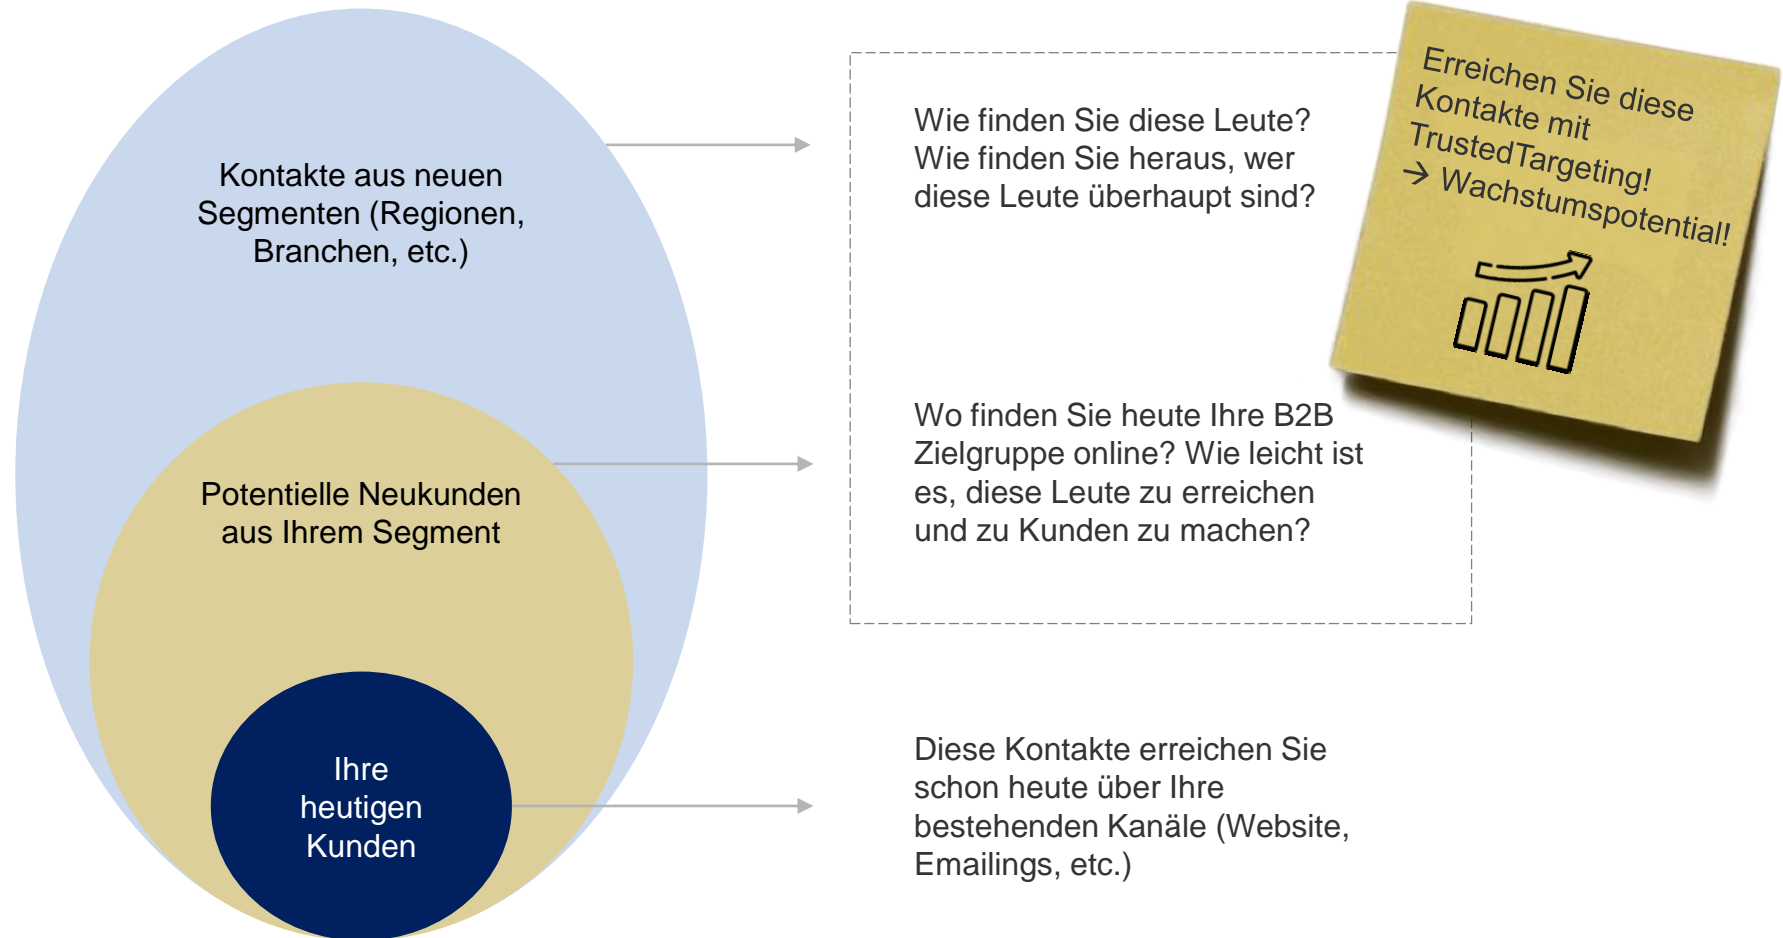 Kontakte aus neuen
Segmenten (Regionen,
Branchen, etc.)
Wie finden Sie diese Leute?
Wie finden Sie heraus, wer
diese Leute überhaupt sind?
Erreichen Sie diese
Kontakte mit
TrustedTargeting!
→ Wachstumspotential!
Potentielle Neukunden
aus Ihrem Segment
Wo finden Sie heute Ihre B2B
Zielgruppe online? Wie leicht ist
es, diese Leute zu erreichen
und zu Kunden zu machen?
Ihre
heutigen
Kunden
Diese Kontakte erreichen Sie
schon heute über Ihre
bestehenden Kanäle (Website,
Emailings, etc.)